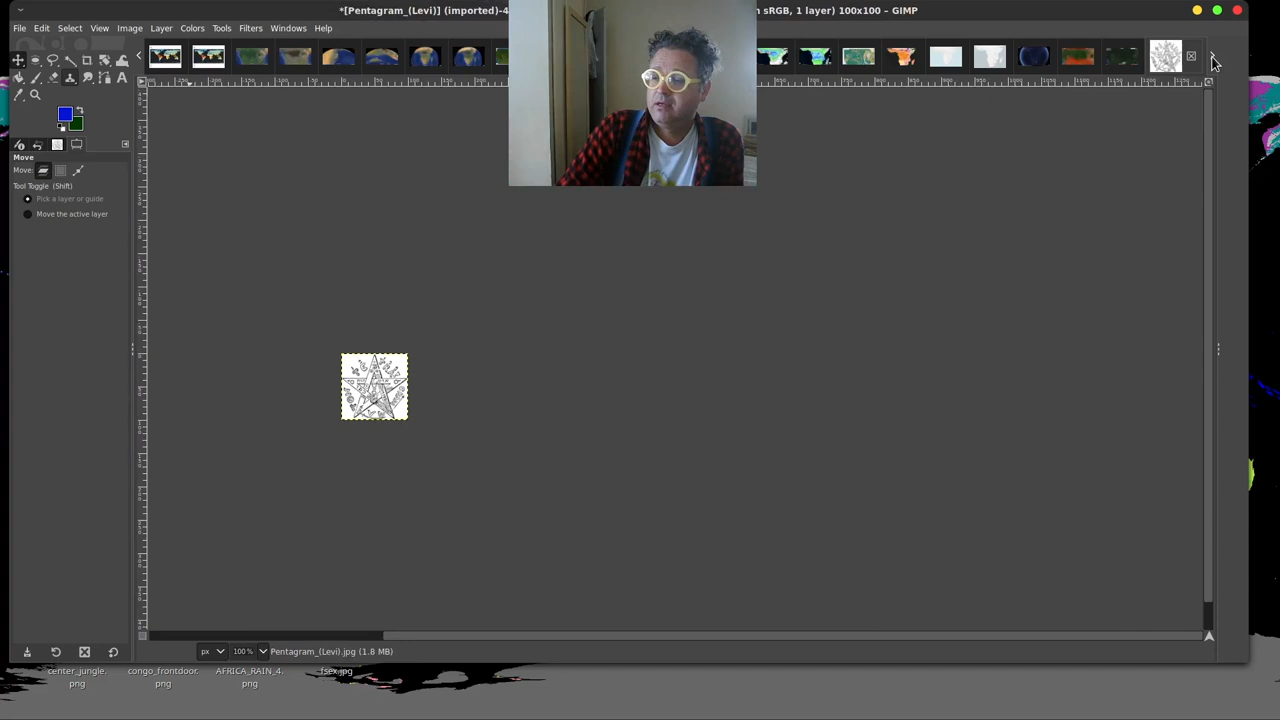 *[Pentagram_(Levi)] (imported)-4
n sRGB, 1 layer) 100x100 – GIMP
File Edit Select View Image Layer Colors Tools Filters Windows Help
Move
Move:
Tool Toggle (Shift)
Pick a layer or guide
Move the active layer
px 100 % Pentagram_(Levi).jpg (1.8 MB)
center_jungle. congo_frontdoor. AFRICA_RAIN_4. fsex.jpg
png png png